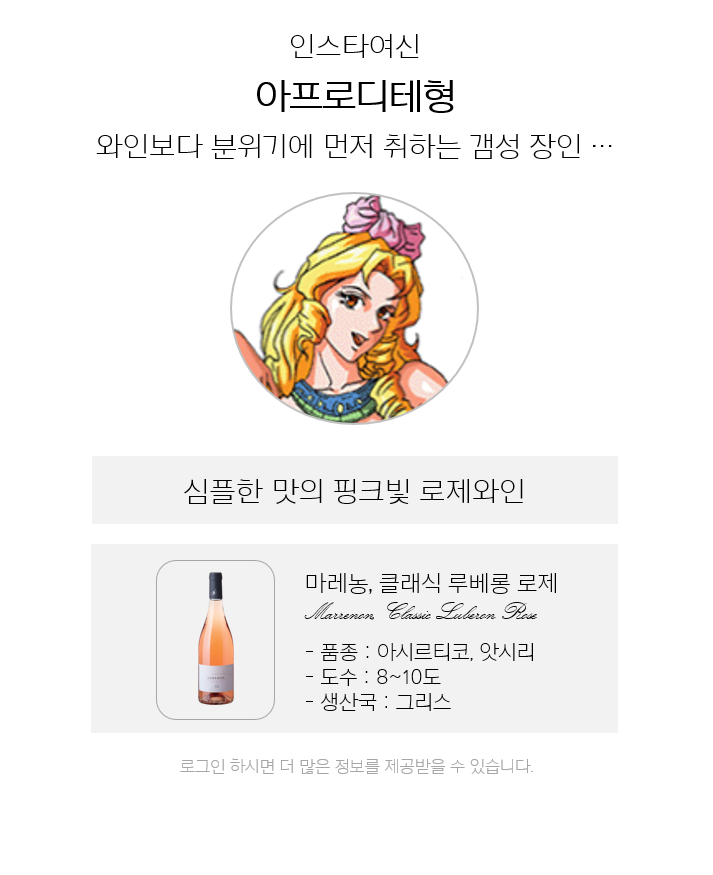 인스타여신
아프로디테형
와인보다 분위기에 먼저 취하는 갬성 장인 …
심플한 맛의 핑크빛 로제와인
마레농, 클래식 루베롱 로제
Marrenon, Classic Luberon Rose
- 품종 : 아시르티코, 앗시리
- 도수 : 8~10도
- 생산국 : 그리스
로그인 하시면 더 많은 정보를 제공받을 수 있습니다.